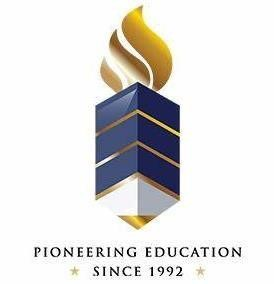 PIONEERING EDUCATION
★ SINCE 1992 ★